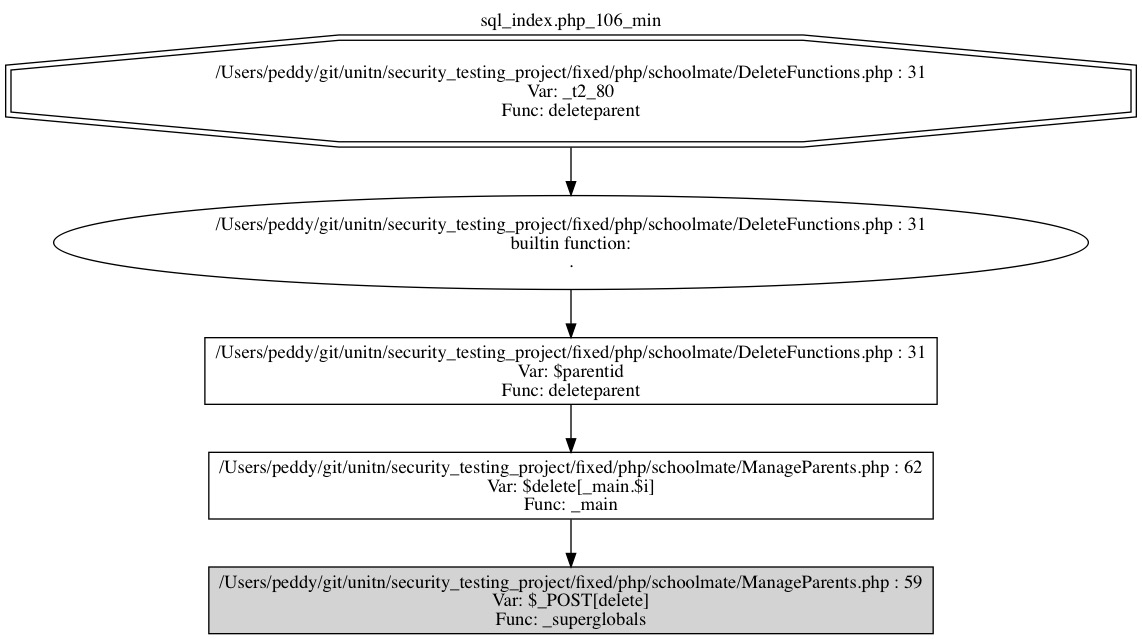 sql_index.php_106_min
/Users/peddy/git/unitn/security_testing_project/fixed/php/schoolmate/DeleteFunctions.php : 31
Var: _t2_80
Func: deleteparent
/Users/peddy/git/unitn/security_testing_project/fixed/php/schoolmate/DeleteFunctions.php : 31
builtin function:
.
/Users/peddy/git/unitn/security_testing_project/fixed/php/schoolmate/DeleteFunctions.php : 31
Var: $parentid
Func: deleteparent
/Users/peddy/git/unitn/security_testing_project/fixed/php/schoolmate/ManageParents.php : 62
Var: $delete[_main.$i]
Func: _main
/Users/peddy/git/unitn/security_testing_project/fixed/php/schoolmate/ManageParents.php : 59
Var: $_POST[delete]
Func: _superglobals